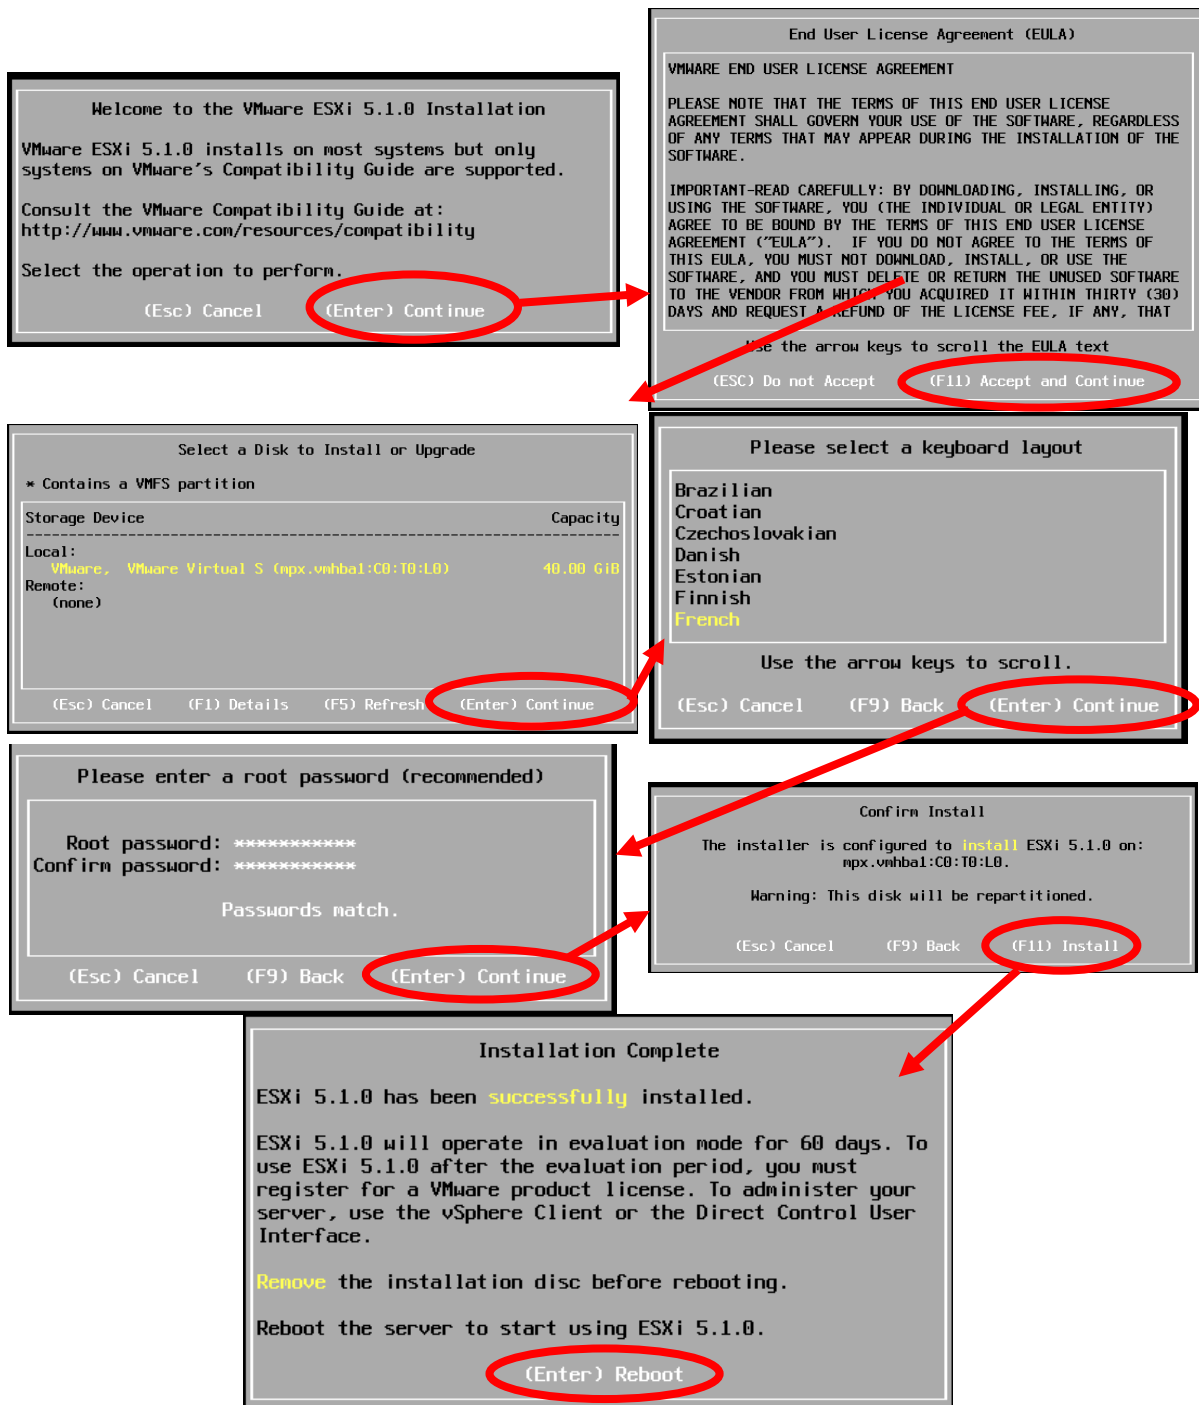 Welcome to the VMware ESXi 5.1.0 Installation
VMware ESXi 5.1.0 installs on most systems but only
systems on VMware's Compatibility Guide are supported.
Consult the VMware Compatibility Guide at:
http://www.vmware.com/resources/compatibility
Select the operation to perform.
(Esc) Cancel (Enter) Continue
End User License Agreement (EULA)
VMWARE END USER LICENSE AGREEMENT
PLEASE NOTE THAT THE TERMS OF THIS END USER LICENSE
AGREEMENT SHALL GOVERN YOUR USE OF THE SOFTWARE, REGARDLESS
OF ANY TERMS THAT MAY APPEAR DURING THE INSTALLATION OF THE
SOFTWARE.
IMPORTANT-READ CAREFULLY: BY DOWNLOADING, INSTALLING, OR
USING THE SOFTWARE, YOU (THE INDIVIDUAL OR LEGAL ENTITY)
AGREE TO BE BOUND BY THE TERMS OF THIS END USER LICENSE
AGREEMENT ("EULA"). IF YOU DO NOT AGREE TO THE TERMS OF
THIS EULA, YOU MUST NOT DOWNLOAD, INSTALL, OR USE THE
SOFTWARE, AND YOU MUST DELETE OR RETURN THE UNUSED SOFTWARE
TO THE VENDOR FROM WHICH YOU ACQUIRED IT WITHIN THIRTY (30)
DAYS AND REQUEST A REFUND OF THE LICENSE FEE, IF ANY, THAT
Use the arrow keys to scroll the EULA text
(ESC) Do not Accept (F11) Accept and Continue
Select a Disk to Install or Upgrade
* Contains a VMFS partition
Storage Device Capacity
Local:
VMware, VMware Virtual S (mpx.vmhba1:C0:T0:L0) 40.00 GiB
Remote:
(none)
(Esc) Cancel (F1) Details (F5) Refresh (Enter) Continue
Please select a keyboard layout
Brazilian
Croatian
Czechoslovakian
Danish
Estonian
Finnish
French
Use the arrow keys to scroll.
(Esc) Cancel (F9) Back (Enter) Continue
Please enter a root password (recommended)
Root password: ***********
Confirm password: ***********
Passwords match.
(Esc) Cancel (F9) Back (Enter) Continue
Confirm Install
The installer is configured to install ESXi 5.1.0 on:
mpx.vmhba1:C0:T0:L0.
Warning: This disk will be repartitioned.
(Esc) Cancel (F9) Back (F11) Install
Installation Complete
ESXi 5.1.0 has been successfully installed.
ESXi 5.1.0 will operate in evaluation mode for 60 days. To
use ESXi 5.1.0 after the evaluation period, you must
register for a VMware product license. To administer your
server, use the vSphere Client or the Direct Control User
Interface.
Remove the installation disc before rebooting.
Reboot the server to start using ESXi 5.1.0.
(Enter) Reboot